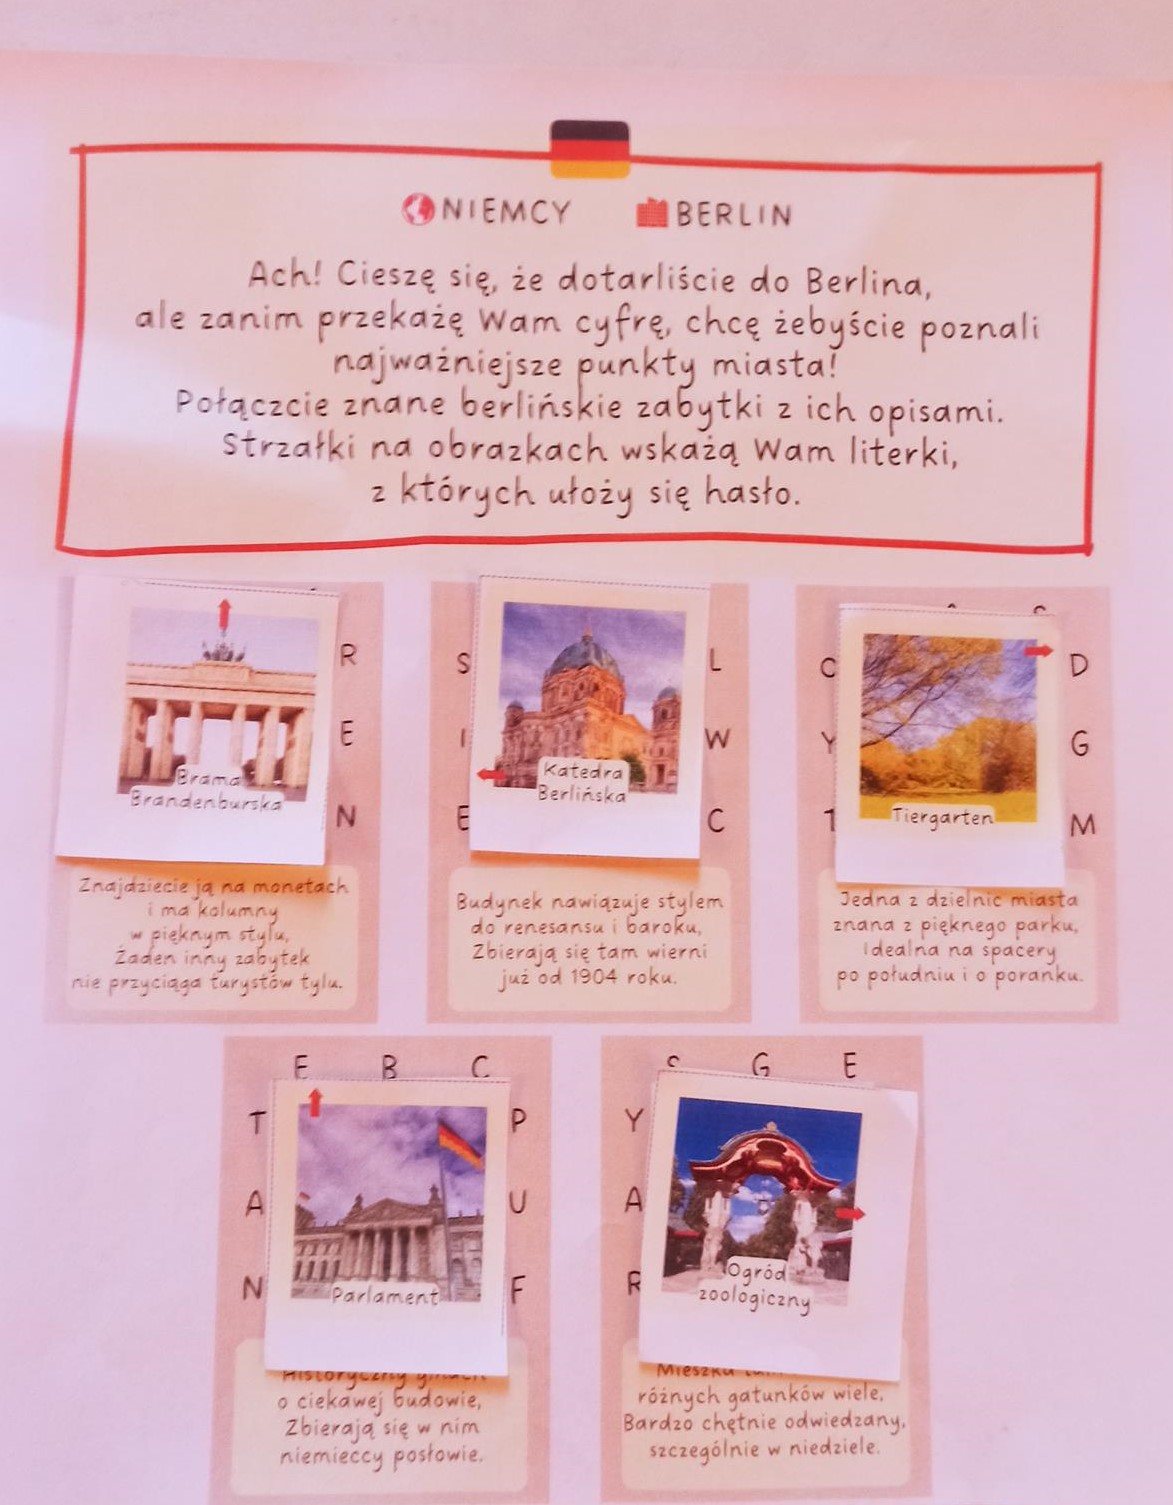 NIEMCY BERLIN
Ach! Cieszę się, że dotarliście do Berlina,
ale zanim przekażę Wam cyfrę, chcę żebyście poznali
najważniejsze punkty miasta!
Połączcie znane berlińskie zabytki z ich opisami.
Strzałki na obrazkach wskażą Wam literki,
z których ułoży się hasło.
R
E
N
Brama
Brandenburska
Znajdziecie ją na monetach
i ma kolumny
w pięknym stylu,
Żaden inny zabytek
nie przyciąga turystów tylu.
S L
I W
E C
Katedra
Berlińska
Budynek nawiązuje stylem
do renesansu i baroku,
Zbierają się tam wierni
już od 1904 roku.
D
Y G
M
Tiergarten
Jedna z dzielnic miasta
znana z pięknego parku,
Idealna na spacery
po południu i o poranku.
E B C
T P
A U
N F
Parlament
Historyczny gmach
o ciekawej budowie,
Zbierają się w nim
niemieccy posłowie.
G E
Y
A
R
Ogród
zoologiczny
Mieszka
różnych gatunków wiele,
Bardzo chętnie odwiedzany,
szczególnie w niedziele.